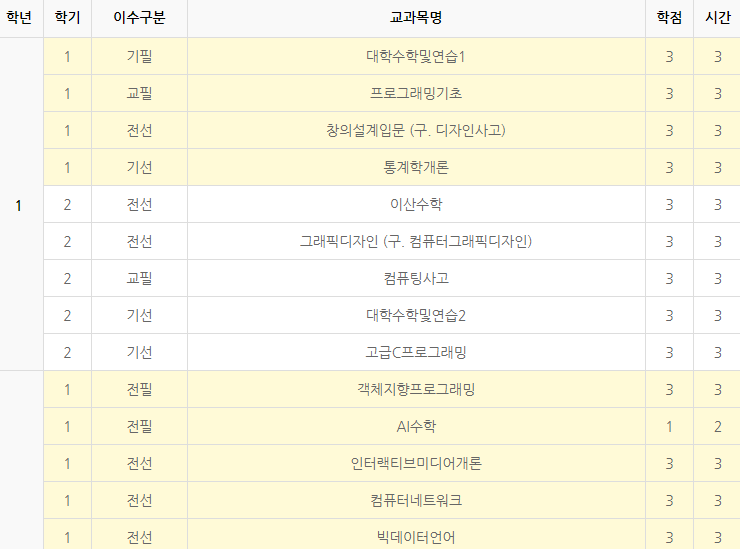 학년 학기 이수구분 교과목명 학점 시간
1 기필 대학수학및연습1 3 3
1 교필 프로그래밍기초 3 3
1 전선 창의설계입문 (구. 디자인사고) 3 3
1 기선 통계학개론 3 3
1 2 전선 이산수학 3 3
2 전선 그래픽디자인 (구. 컴퓨터그래픽디자인) 3 3
2 교필 컴퓨팅사고 3 3
2 기선 대학수학및연습2 3 3
2 기선 고급C프로그래밍 3 3
1 전필 객체지향프로그래밍 3 3
1 전필 AI수학 1 2
1 전선 인터랙티브미디어개론 3 3
1 전선 컴퓨터네트워크 3 3
1 전선 빅데이터언어 3 3